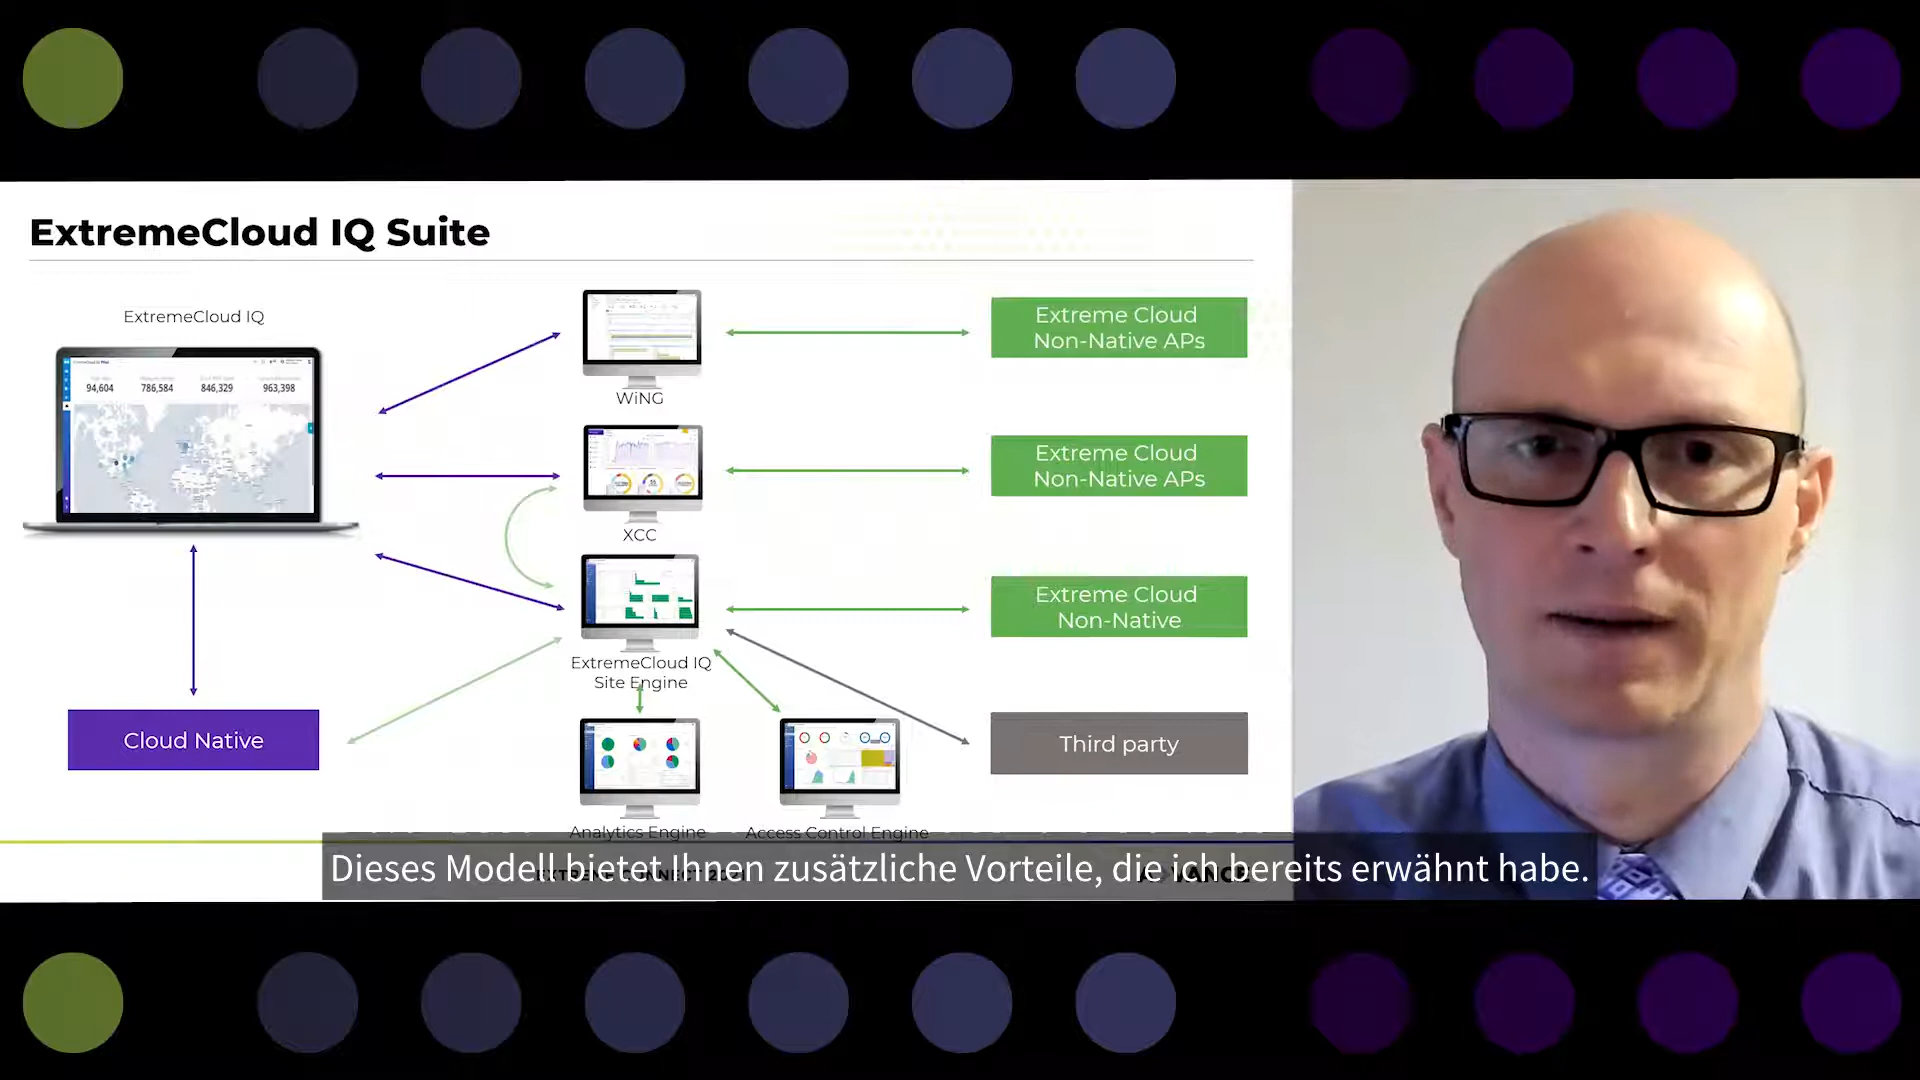 ExtremeCloud IQ Suite
ExtremeCloud IQ
94,604
786,584
846,329
963,398
WiNG
XCC
ExtremeCloud IQ
Site Engine
Analytics Engine
Access Control Engine
Cloud Native
Extreme Cloud
Non-Native APs
Extreme Cloud
Non-Native APs
Extreme Cloud
Non-Native
Third party
Dieses Modell bietet Ihnen zusätzliche Vorteile, die ich bereits erwähnt habe.